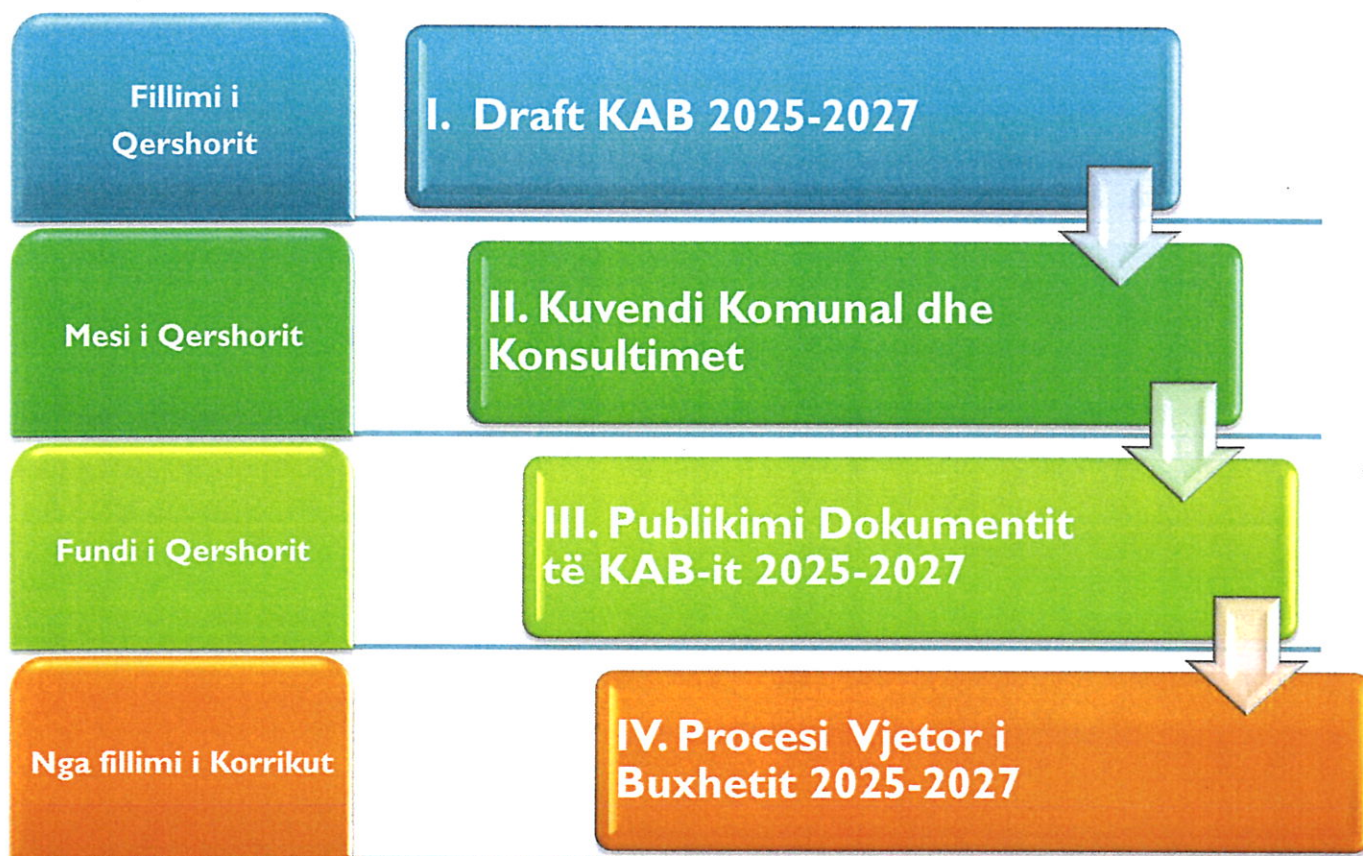 Fillimi i
Qershorit
I. Draft KAB 2025-2027
Mesi i Qershorit
II. Kuvendi Komunal dhe
Konsultimet
Fundi i Qershorit
III. Publikimi Dokumentit
të KAB-it 2025-2027
Nga fillimi i Korrikut
IV. Procesi Vjetor i
Buxhetit 2025-2027